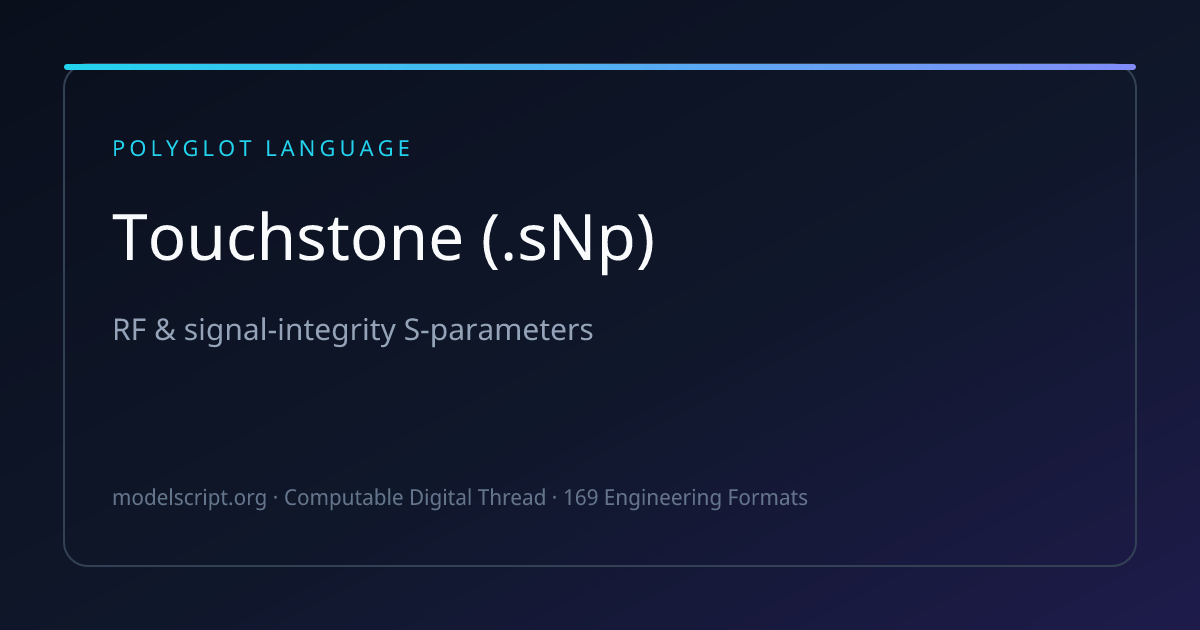 POLYGLOT LANGUAGE
Touchstone (.sNp)
RF & signal-integrity S-parameters
modelscript.org · Computable Digital Thread · 169 Engineering Formats